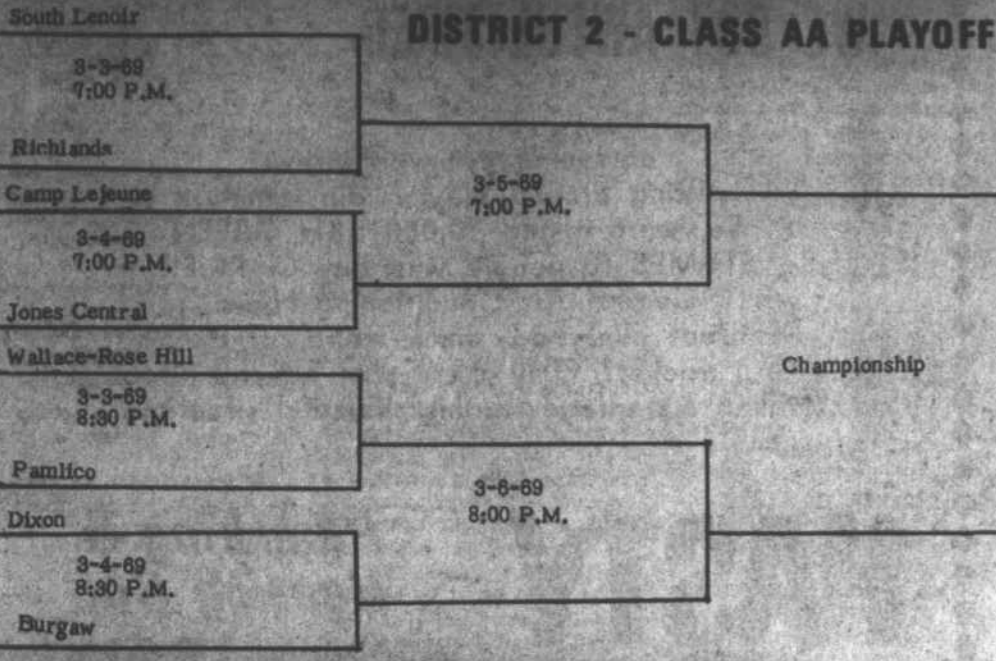 DISTRICT 2 - CLASS AA PLAYOFF
South Lenoir
3-3-69
7:00 P.M.
Richlands
Camp Lejeune
3-4-69
7:00 P.M.
Jones Central
3-5-69
7:00 P.M.
Wallace-Rose Hill
3-3-69
8:30 P.M.
Pamlico
Dixon
3-4-69
8:30 P.M.
Burgaw
3-6-69
8:00 P.M.
Championship